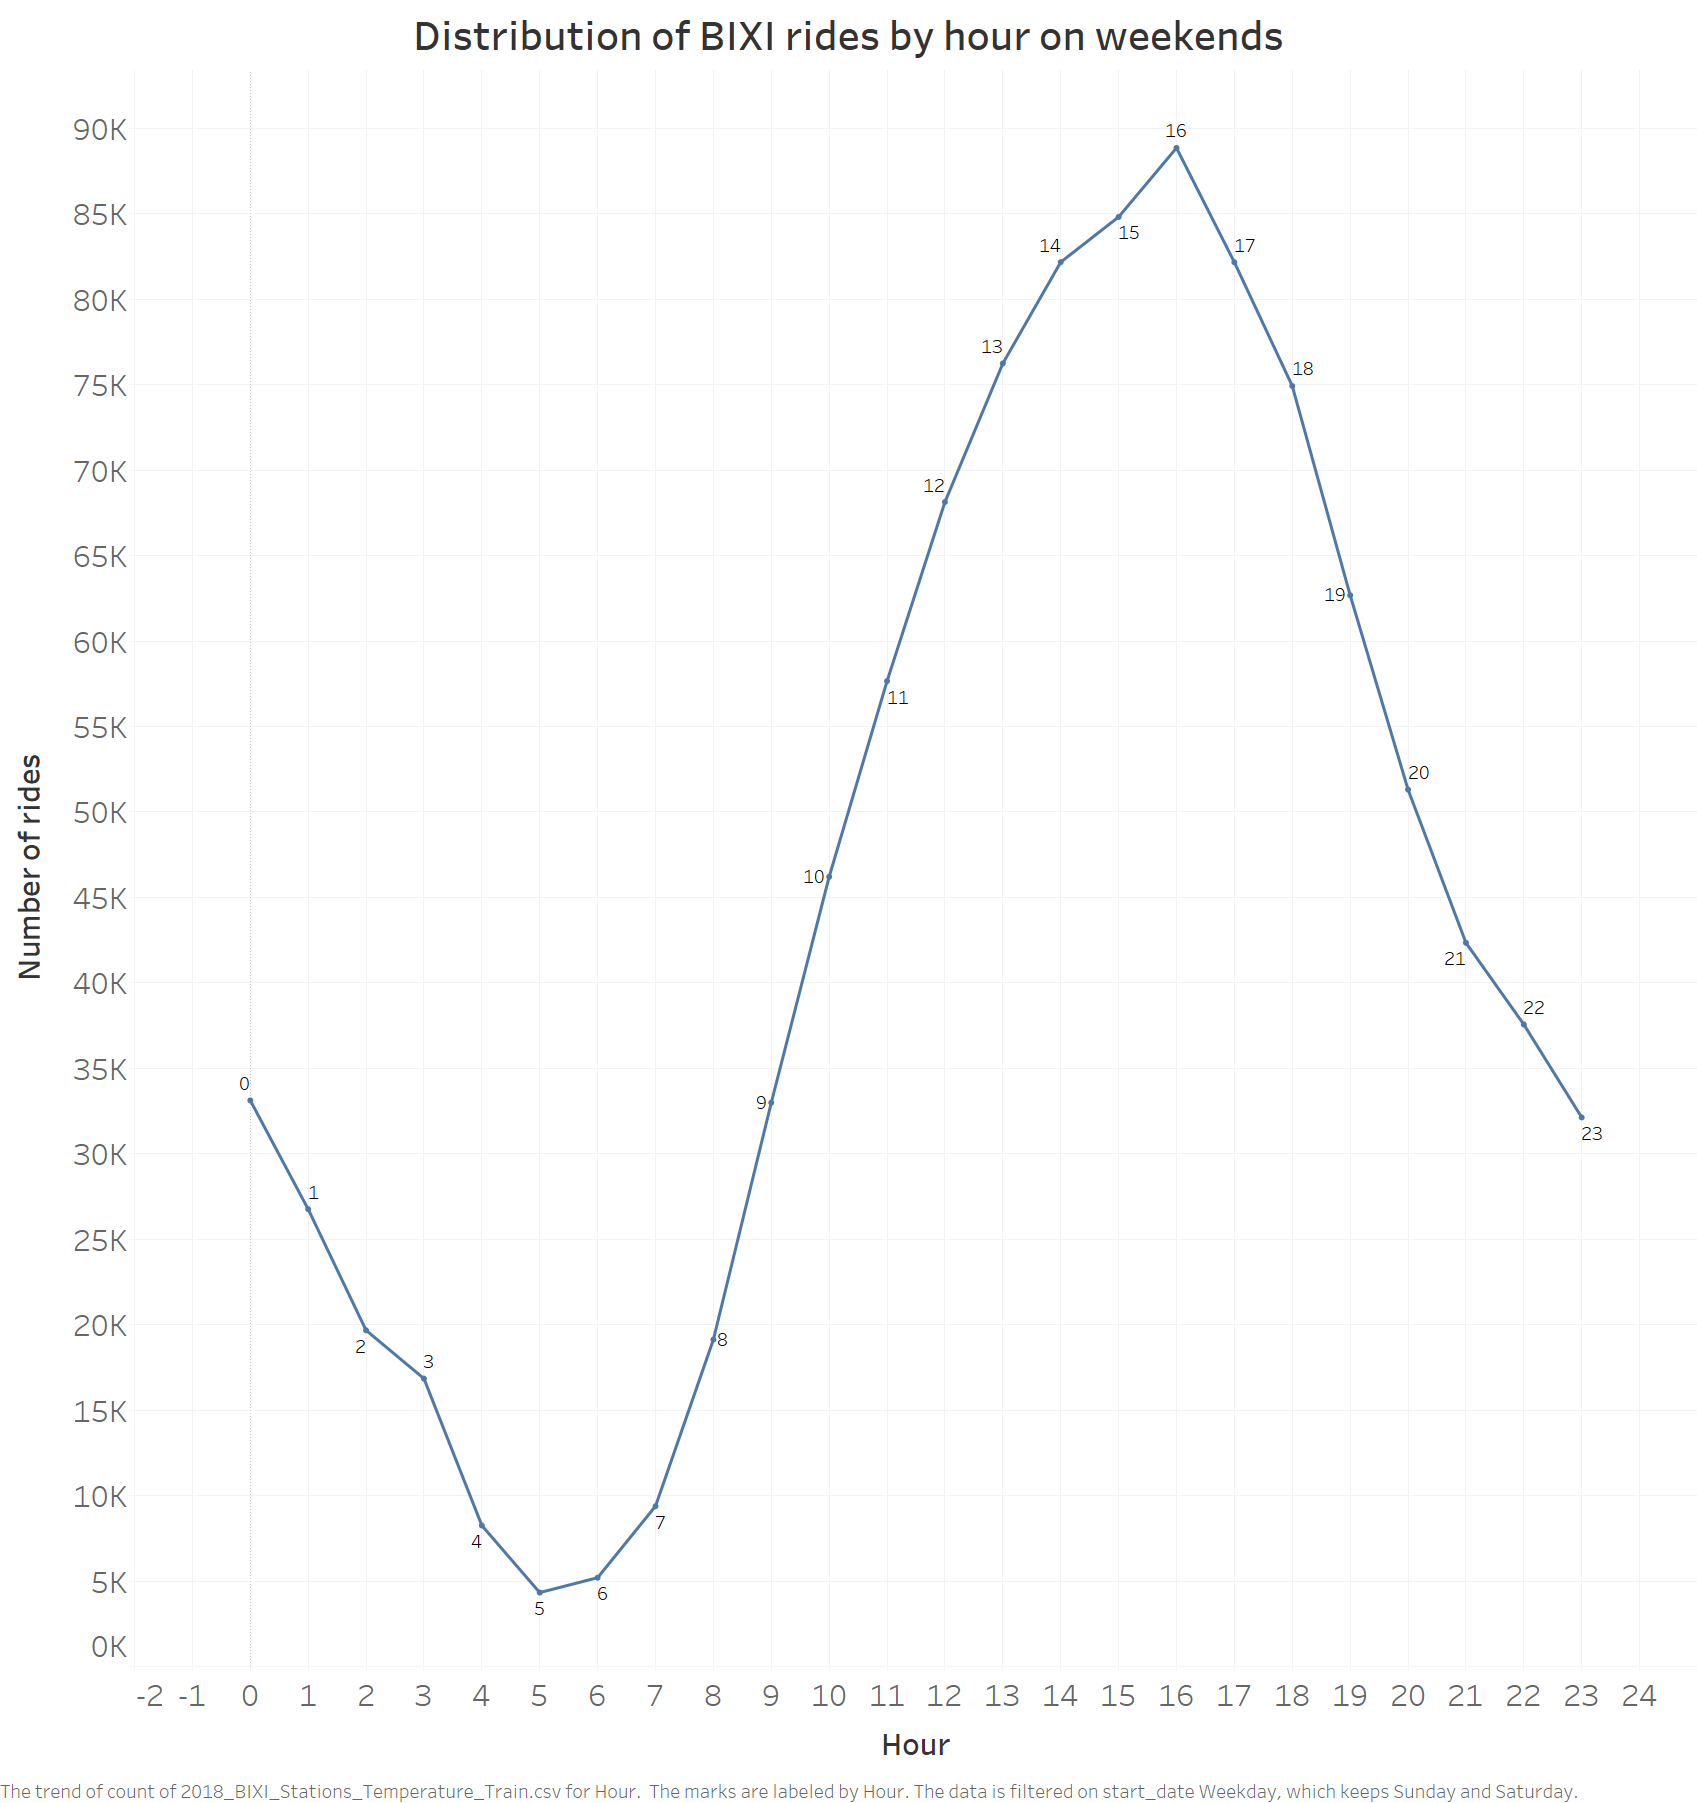 Distribution of BIXI rides by hour on weekends
90K
85K
80K
75K
70K
65K
60K
55K
50K
45K
40K
35K
30K
25K
20K
15K
10K
5K
0K
Number of rides
0
1
2
3
4
5
6
7
8
9
10
11
12
13
14
15
16
17
18
19
20
21
22
23
-2 -1 0 1 2 3 4 5 6 7 8 9 10 11 12 13 14 15 16 17 18 19 20 21 22 23 24
Hour
The trend of count of 2018_BIXI_Stations_Temperature_Train.csv for Hour.  The marks are labeled by Hour. The data is filtered on start_date Weekday, which keeps Sunday and Saturday.